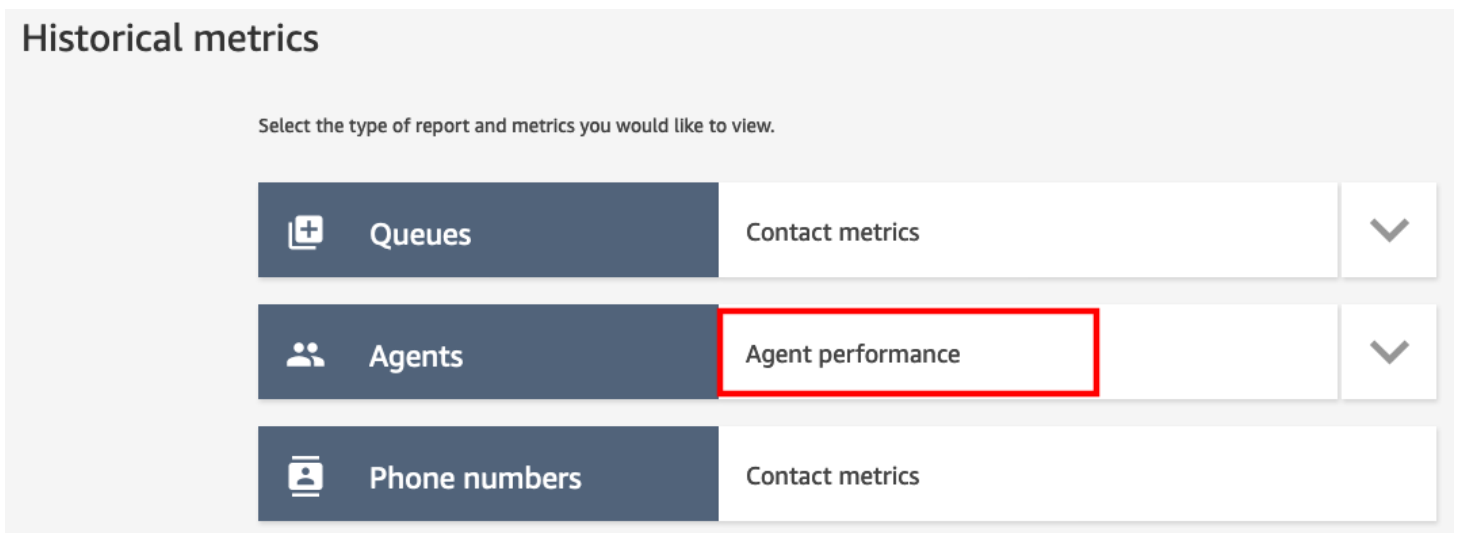 Historical metrics
Select the type of report and metrics you would like to view.
Queues
Contact metrics
Agents
Agent performance
Phone numbers
Contact metrics